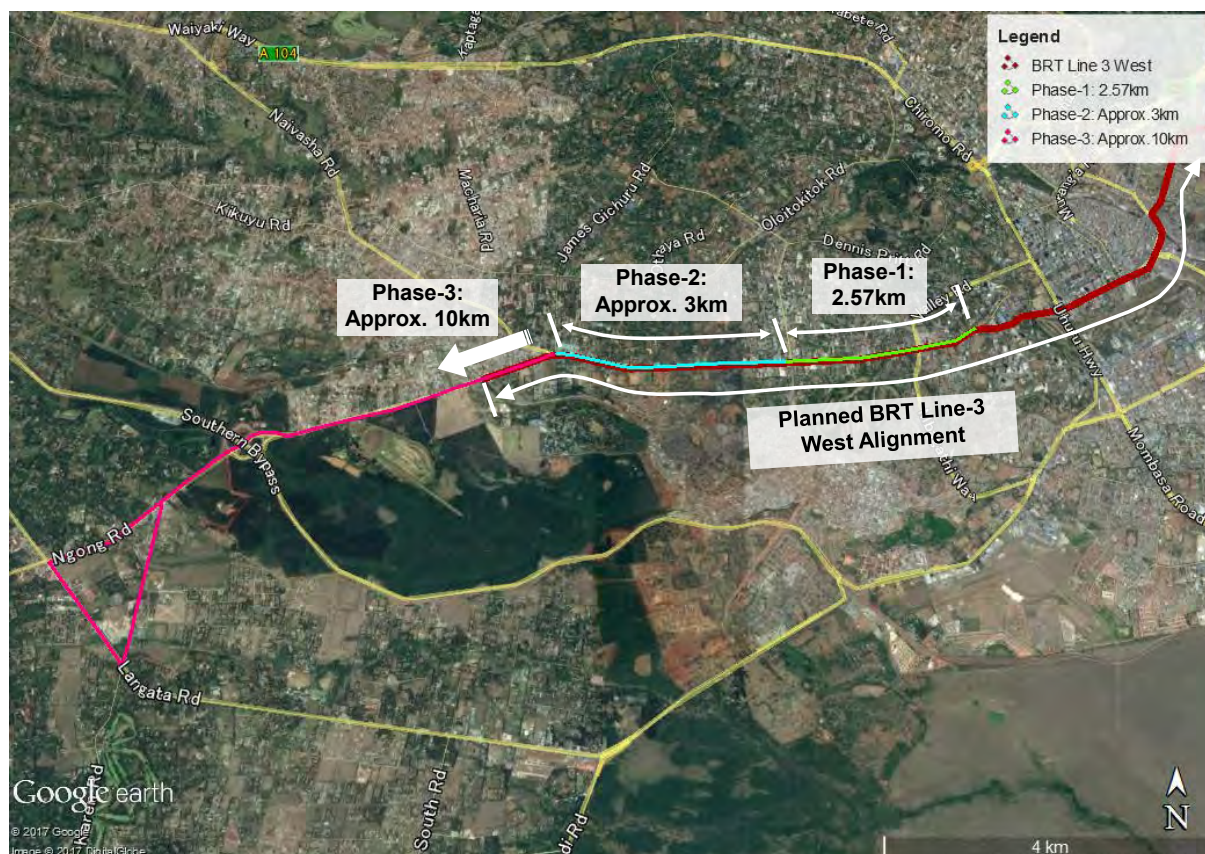 Waiyaki Way
A 104
Kaptaga
Naivasha Rd
Kikuyu Rd
Macharia Rd
James Gichuru Rd
Oloitokitok Rd
Chiromo Rd
Legend
BRT Line 3 West
Phase-1: 2.57km
Phase-2: Approx.3km
Phase-3: Approx.10km
Phase-3:
Approx. 10km
Phase-2:
Approx. 3km
Phase-1:
2.57km
Uhuru Hwy
Planned BRT Line-3
West Alignment
Mombasa Road
Southern Bypass
Ngong Rd
Langata Rd
Karen Rd
South Rd
di Rd
Google earth
© 2017 Google
Image © 2017 DigitalGlobe
N
4 km